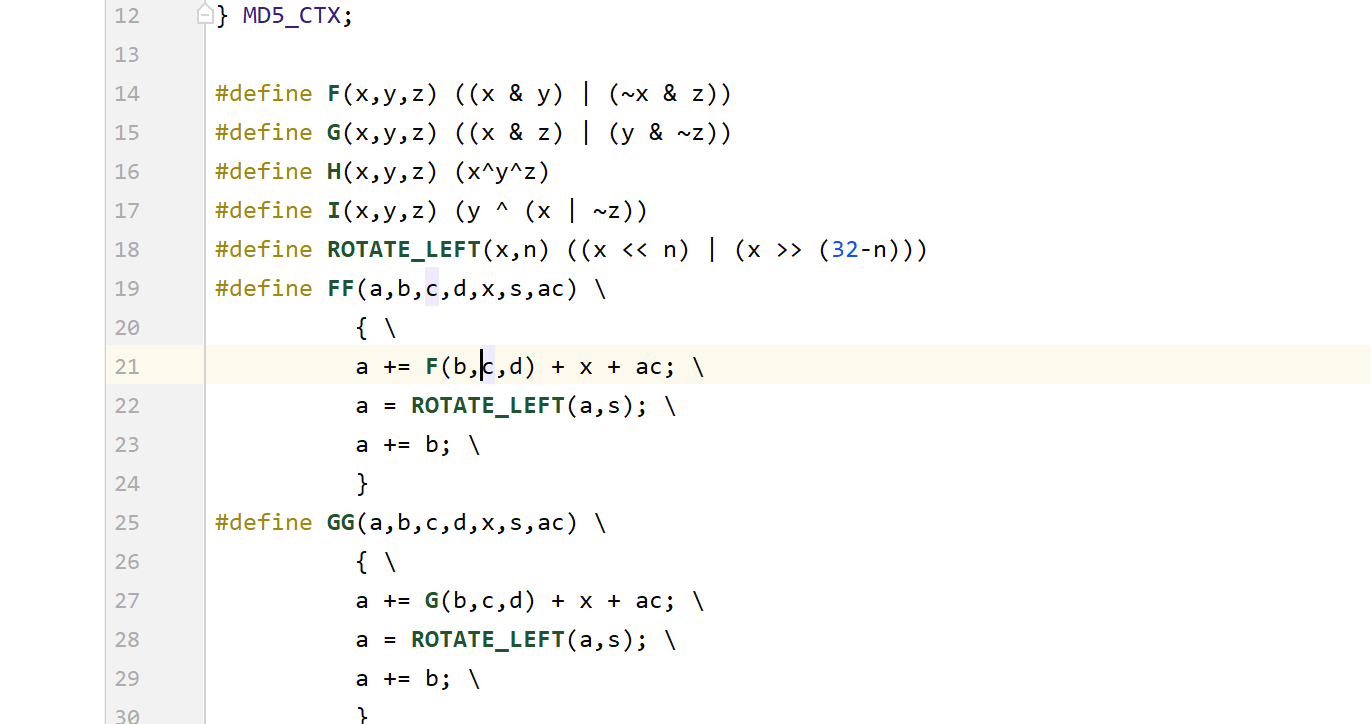 12 } MD5_CTX;
13
14 #define F(x,y,z) ((x & y) | (~x & z))
15 #define G(x,y,z) ((x & z) | (y & ~z))
16 #define H(x,y,z) (x^y^z)
17 #define I(x,y,z) (y ^ (x | ~z))
18 #define ROTATE_LEFT(x,n) ((x << n) | (x >> (32-n)))
19 #define FF(a,b,c,d,x,s,ac) \
20 { \
21 a += F(b,c,d) + x + ac; \
22 a = ROTATE_LEFT(a,s); \
23 a += b; \
24 }
25 #define GG(a,b,c,d,x,s,ac) \
26 { \
27 a += G(b,c,d) + x + ac; \
28 a = ROTATE_LEFT(a,s); \
29 a += b; \
30 }